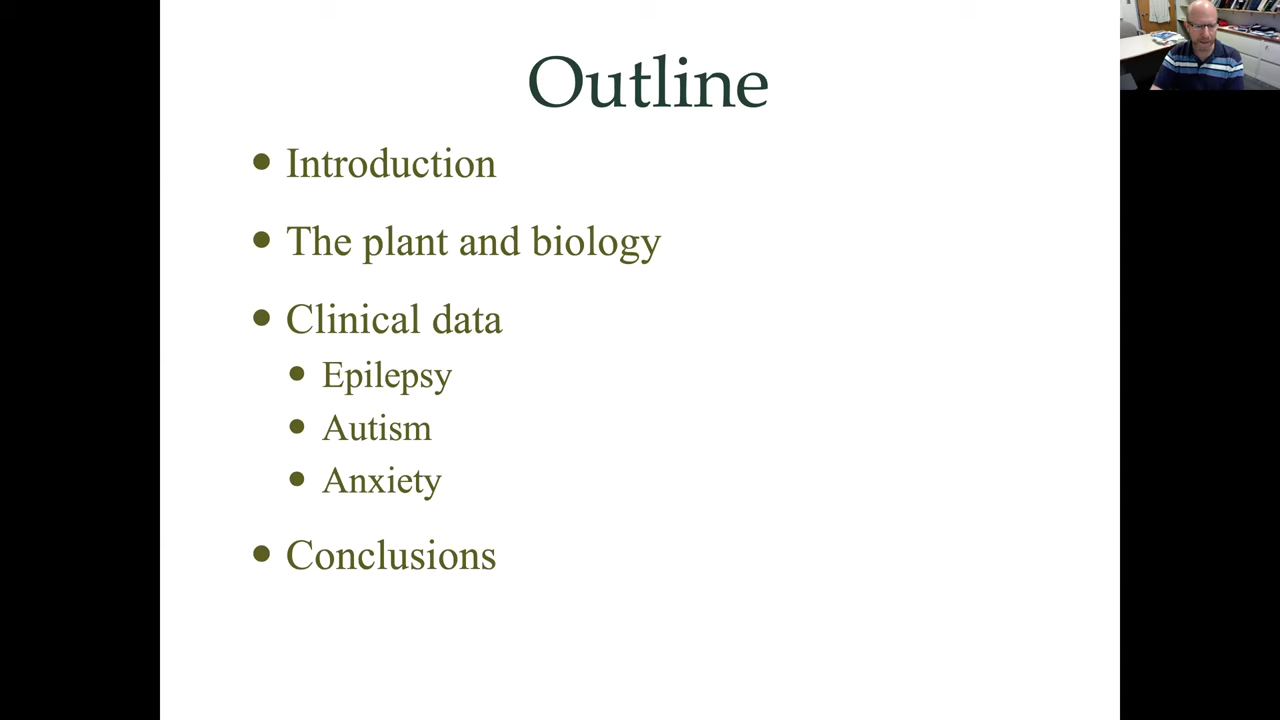 Outline
• Introduction
• The plant and biology
• Clinical data
• Epilepsy
• Autism
• Anxiety
• Conclusions